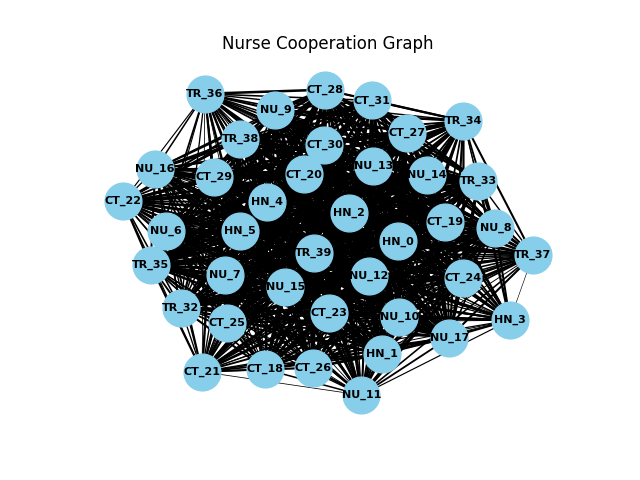 Nurse Cooperation Graph
CT_28
TR_36
CT_31
NU_9
TR_34
CT_27
TR_38
CT_30
NU_13
NU_16
CT_20
NU_14
CT_29
TR_33
CT_22
HN_4
HN_2
CT_19
NU_8
NU_6
HN_5
HN_0
TR_39
TR_37
TR_35
NU_7
NU_12
CT_24
NU_15
TR_32
CT_23
NU_10
HN_3
CT_25
NU_17
HN_1
CT_26
CT_18
CT_21
NU_11